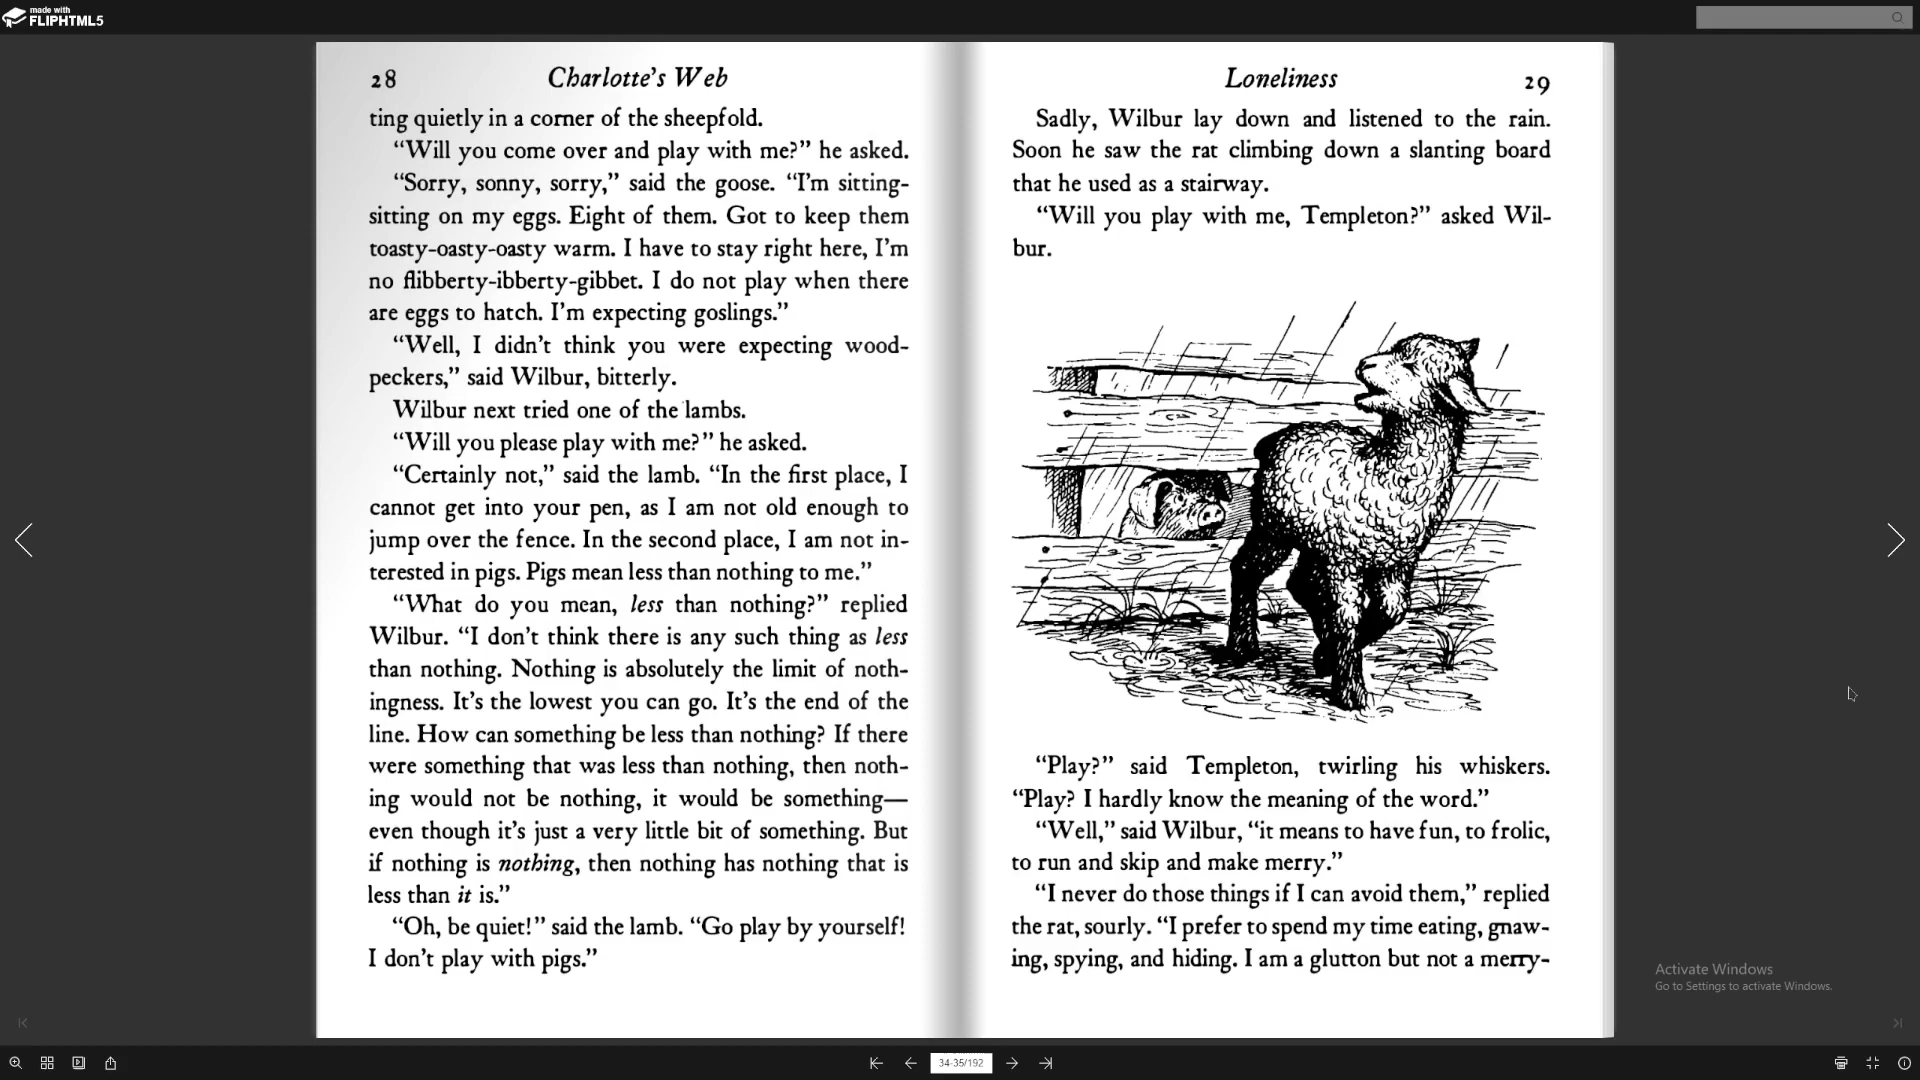 made with
FLIPHTML5
28 Charlotte's Web
ting quietly in a corner of the sheepfold.
“Will you come over and play with me?” he asked.
“Sorry, sonny, sorry,” said the goose. “I'm sitting-
sitting on my eggs. Eight of them. Got to keep them
toasty-oasty-oasty warm. I have to stay right here, I'm
no flibberty-ibberty-gibbet. I do not play when there
are eggs to hatch. I'm expecting goslings.”
“Well, I didn't think you were expecting wood-
peckers,” said Wilbur, bitterly.
Wilbur next tried one of the lambs.
“Will you please play with me?” he asked.
“Certainly not,” said the lamb. “In the first place, I
cannot get into your pen, as I am not old enough to
jump over the fence. In the second place, I am not in-
terested in pigs. Pigs mean less than nothing to me.”
“What do you mean, less than nothing?” replied
Wilbur. “I don't think there is any such thing as less
than nothing. Nothing is absolutely the limit of noth-
ingness. It's the lowest you can go. It's the end of the
line. How can something be less than nothing? If there
were something that was less than nothing, then noth-
ing would not be nothing, it would be something—
even though it's just a very little bit of something. But
if nothing is nothing, then nothing has nothing that is
less than it is.”
“Oh, be quiet!” said the lamb. “Go play by yourself!
I don't play with pigs.”
Loneliness 29
Sadly, Wilbur lay down and listened to the rain.
Soon he saw the rat climbing down a slanting board
that he used as a stairway.
“Will you play with me, Templeton?” asked Wil-
bur.
“Play?” said Templeton, twirling his whiskers.
“Play? I hardly know the meaning of the word.”
“Well,” said Wilbur, “it means to have fun, to frolic,
to run and skip and make merry.”
“I never do those things if I can avoid them,” replied
the rat, sourly. “I prefer to spend my time eating, gnaw-
ing, spying, and hiding. I am a glutton but not a merry-
Activate Windows
Go to Settings to activate Windows.
34-35/192